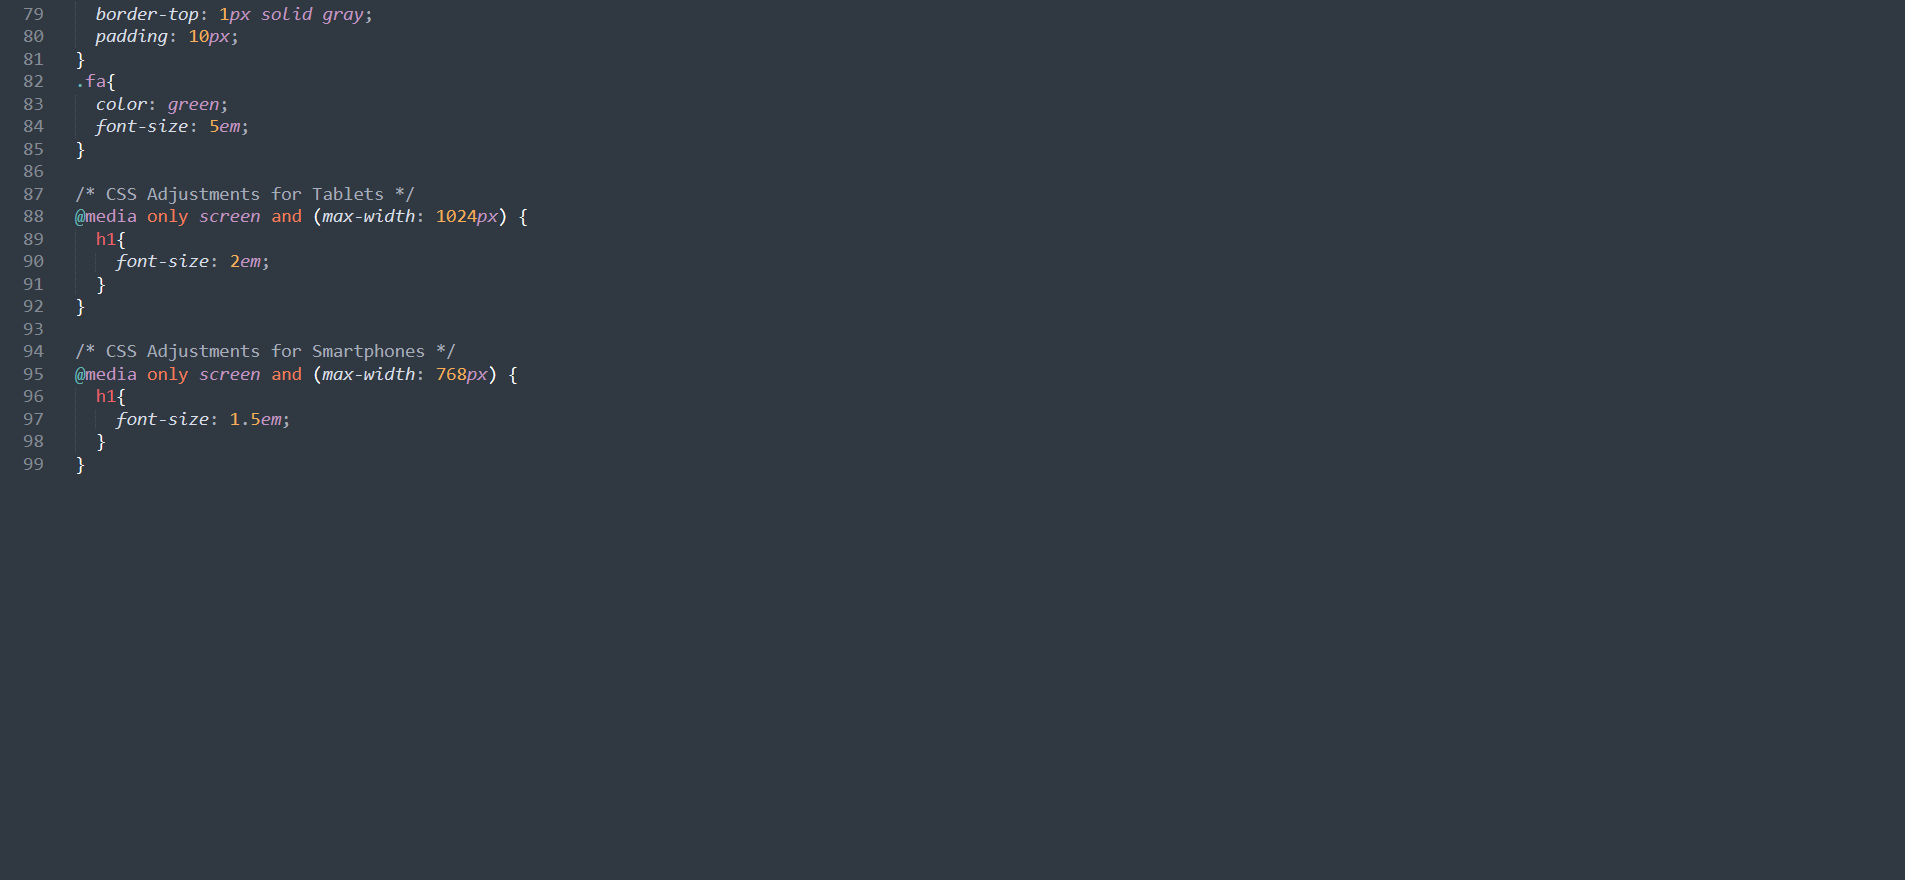 79 border-top: 1px solid gray;
80 padding: 10px;
81 }
82 .fa{
83 color: green;
84 font-size: 5em;
85 }
86
87 /* CSS Adjustments for Tablets */
88 @media only screen and (max-width: 1024px) {
89 h1{
90 font-size: 2em;
91 }
92 }
93
94 /* CSS Adjustments for Smartphones */
95 @media only screen and (max-width: 768px) {
96 h1{
97 font-size: 1.5em;
98 }
99 }